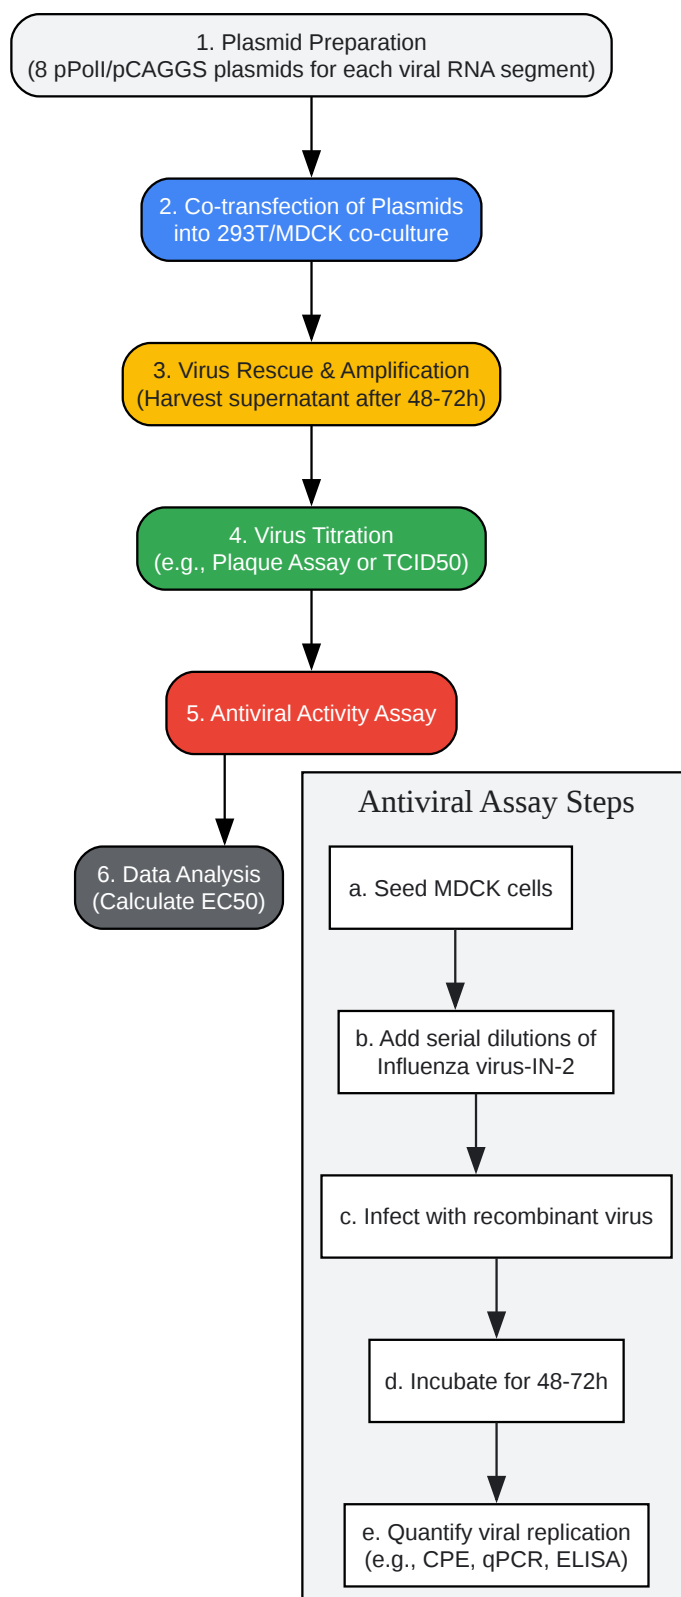 1. Plasmid Preparation
(8 pPolI/pCAGGS plasmids for each viral RNA segment)
2. Co-transfection of Plasmids
into 293T/MDCK co-culture
3. Virus Rescue & Amplification
(Harvest supernatant after 48-72h)
4. Virus Titration
(e.g., Plaque Assay or TCID50)
5. Antiviral Activity Assay
6. Data Analysis
(Calculate EC50)
Antiviral Assay Steps
a. Seed MDCK cells
b. Add serial dilutions of
Influenza virus-IN-2
c. Infect with recombinant virus
d. Incubate for 48-72h
e. Quantify viral replication
(e.g., CPE, qPCR, ELISA)